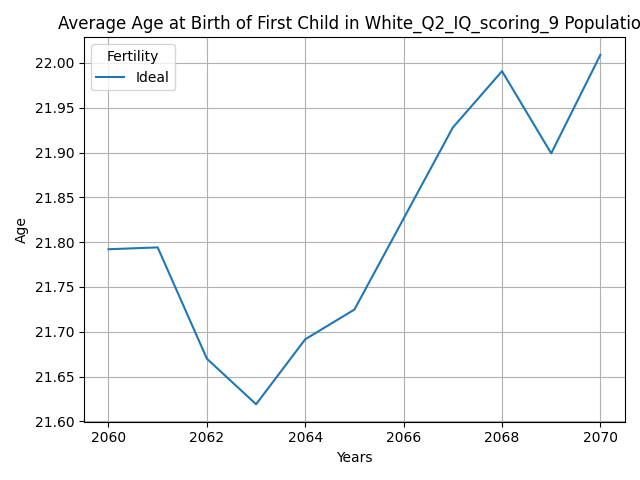 Average Age at Birth of First Child in White_Q2_IQ_scoring_9 Populatio
Fertility
Ideal
22.00
21.95
21.90
21.85
21.80
21.75
21.70
21.65
21.60
Age
2060 2062 2064 2066 2068 2070
Years